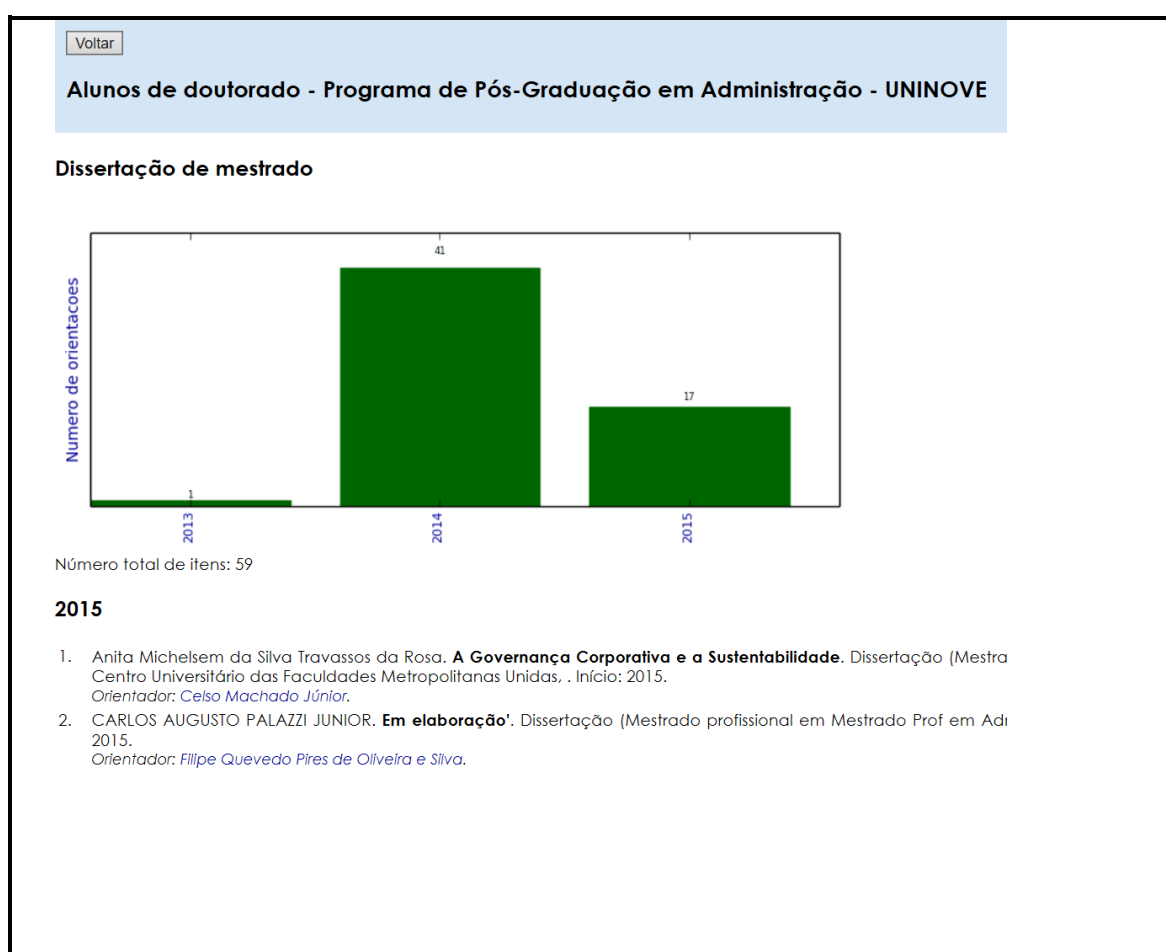 Voltar
Alunos de doutorado - Programa de Pós-Graduação em Administração - UNINOVE
Dissertação de mestrado
Numero de orientacoes
1
41
17
2013
2014
2015
Número total de itens: 59
2015
1. Anita Michelsem da Silva Travassos da Rosa. A Governança Corporativa e a Sustentabilidade. Dissertação (Mestra
Centro Universitário das Faculdades Metropolitanas Unidas, . Início: 2015.
Orientador: Celso Machado Júnior.
2. CARLOS AUGUSTO PALAZZI JUNIOR. Em elaboração'. Dissertação (Mestrado profissional em Mestrado Prof em Adı
2015.
Orientador: Filipe Quevedo Pires de Oliveira e Silva.